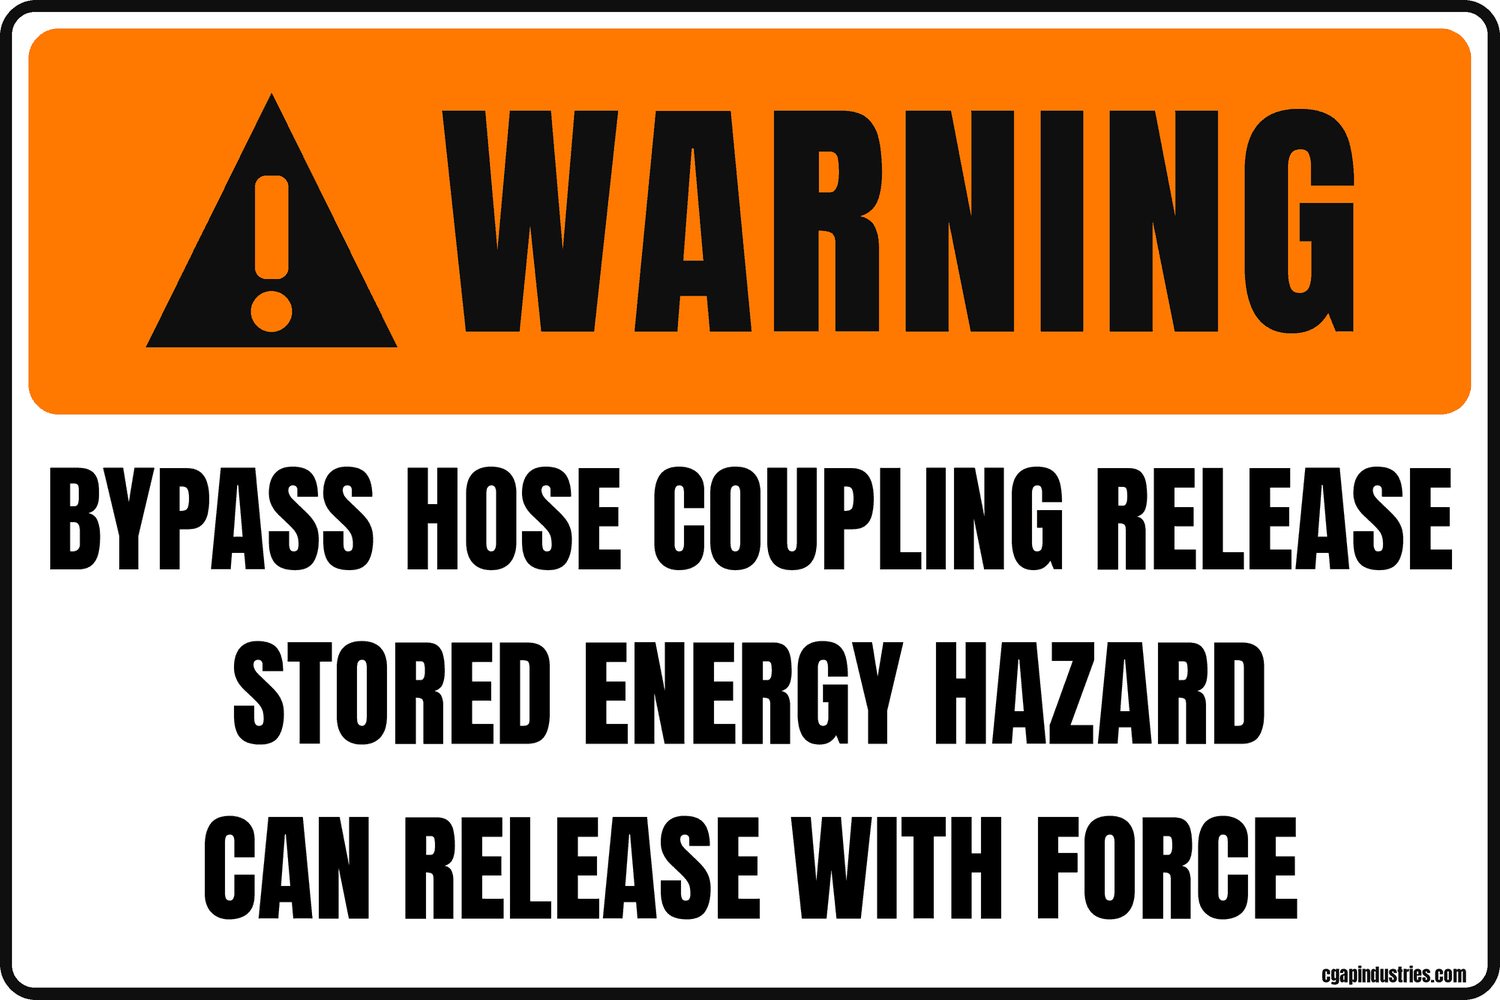 WARNING
BYPASS HOSE COUPLING RELEASE
STORED ENERGY HAZARD
CAN RELEASE WITH FORCE
cgapindustries.com